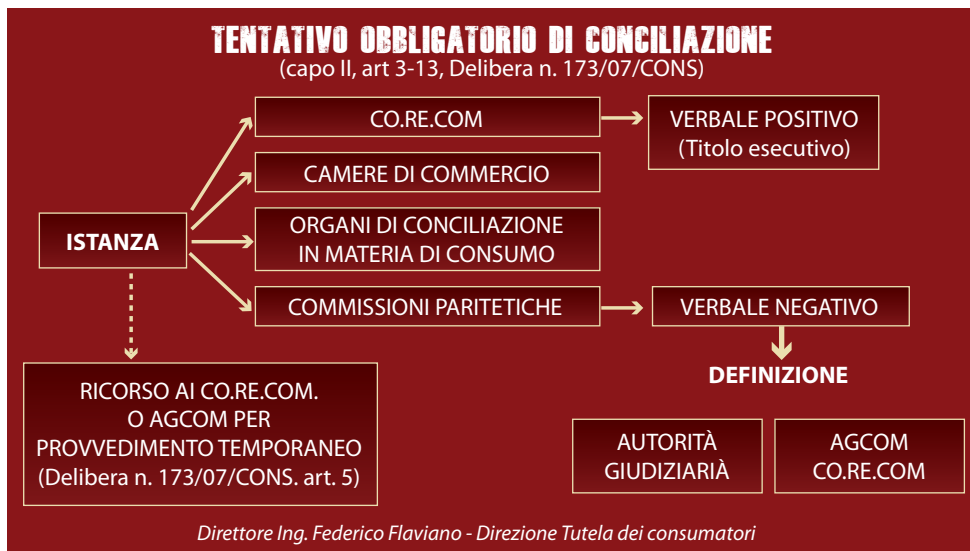 TENTATIVO OBBLIGATORIO DI CONCILIAZIONE
(capo II, art 3-13, Delibera n. 173/07/CONS)
CO.RE.COM
VERBALE POSITIVO
(Titolo esecutivo)
CAMERE DI COMMERCIO
ISTANZA
ORGANI DI CONCILIAZIONE
IN MATERIA DI CONSUMO
COMMISSIONI PARITETICHE
VERBALE NEGATIVO
DEFINIZIONE
RICORSO AI CO.RE.COM.
O AGCOM PER
PROVVEDIMENTO TEMPORANEO
(Delibera n. 173/07/CONS. art. 5)
AUTORITÀ
GIUDIZIARIÀ
AGCOM
CO.RE.COM
Direttore Ing. Federico Flaviano - Direzione Tutela dei consumatori